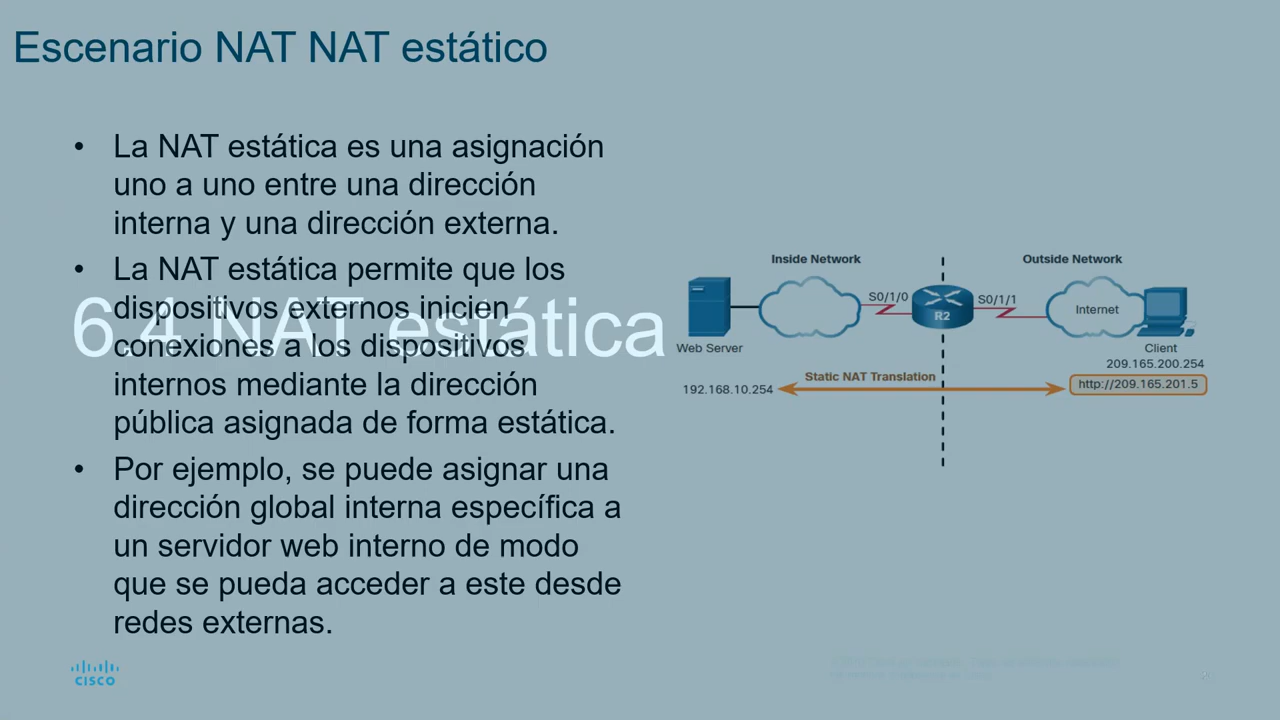 Escenario NAT NAT estático
• La NAT estática es una asignación
uno a uno entre una dirección
interna y una dirección externa.
• La NAT estática permite que los
dispositivos externos inicien
conexiones a los dispositivos
internos mediante la dirección
pública asignada de forma estática.
• Por ejemplo, se puede asignar una
dirección global interna específica a
un servidor web interno de modo
que se pueda acceder a este desde
redes externas.
6.4 NAT estática
Inside Network
Outside Network
S0/1/0
S0/1/1
R2
Internet
Web Server
Client
209.165.200.254
Static NAT Translation
192.168.10.254
http://209.165.201.5
CISCO